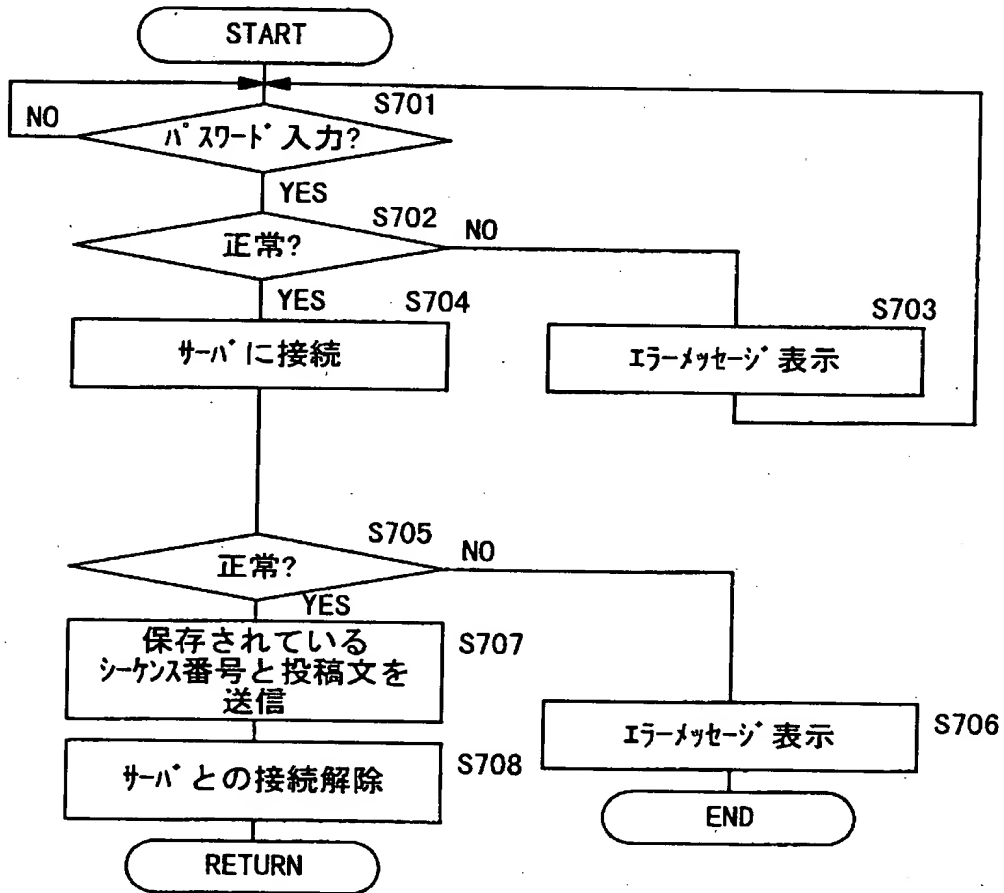 START
S701
NO
パスワード入力?
YES
S702
正常?
NO
YES
S704
S703
サーバに接続
エラーメッセージ表示
S705
正常?
NO
YES
保存されている
シーケンス番号と投稿文を
送信
S707
エラーメッセージ表示
S706
サーバとの接続解除
S708
END
RETURN